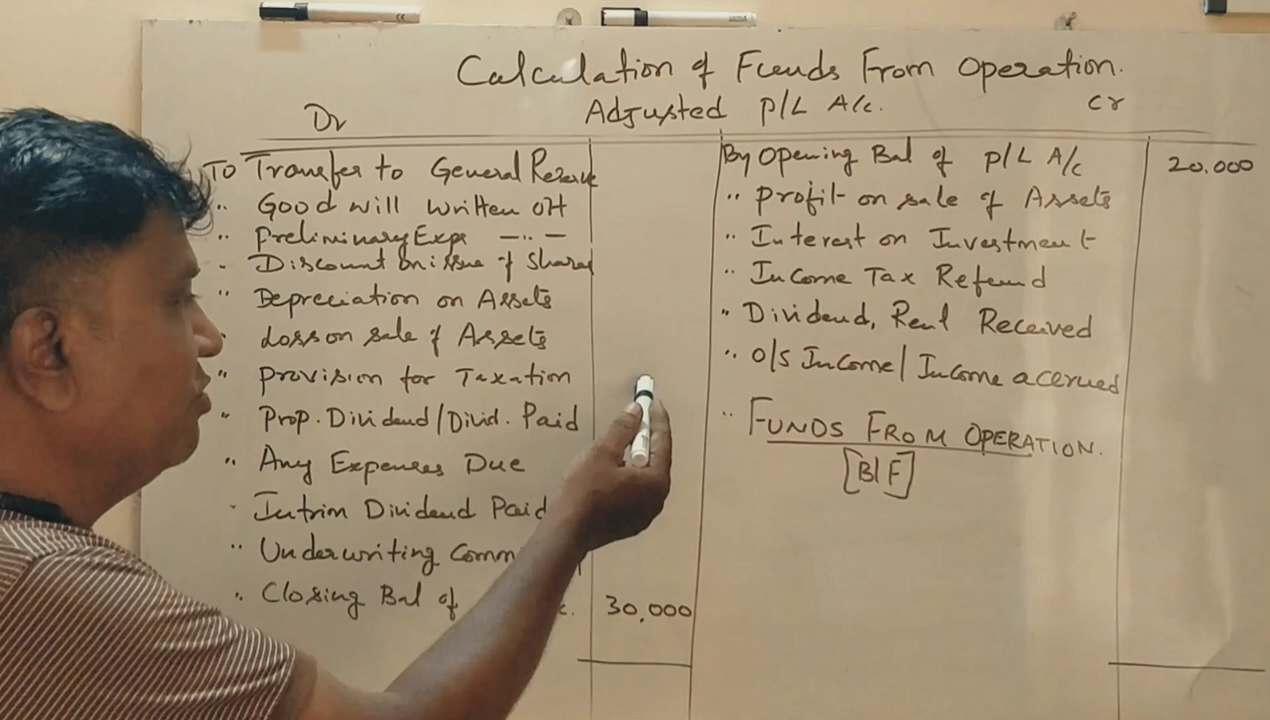 Calculation of Funds From Operation.
Dr
Adjusted P/L A/c.
Cr
To Transfer to General Reserve
" Good will written off
" Preliminary Exps —..—
" Discount on issue of Shares
" Depreciation on Assets
" Loss on sale of Assets
" Provision for Taxation
" Prop. Dividend/Divid. Paid
" Any Expenses Due
" Intrim Dividend Paid
" Underwriting Comm
" Closing Bal of
30,000
By Opening Bal of P/L A/c
20,000
" Profit on sale of Assets
" Interest on Investment
" Income Tax Refund
" Dividend, Rent Received
" O/S Income/Income accrued
" FUNDS FROM OPERATION.
[B/F]